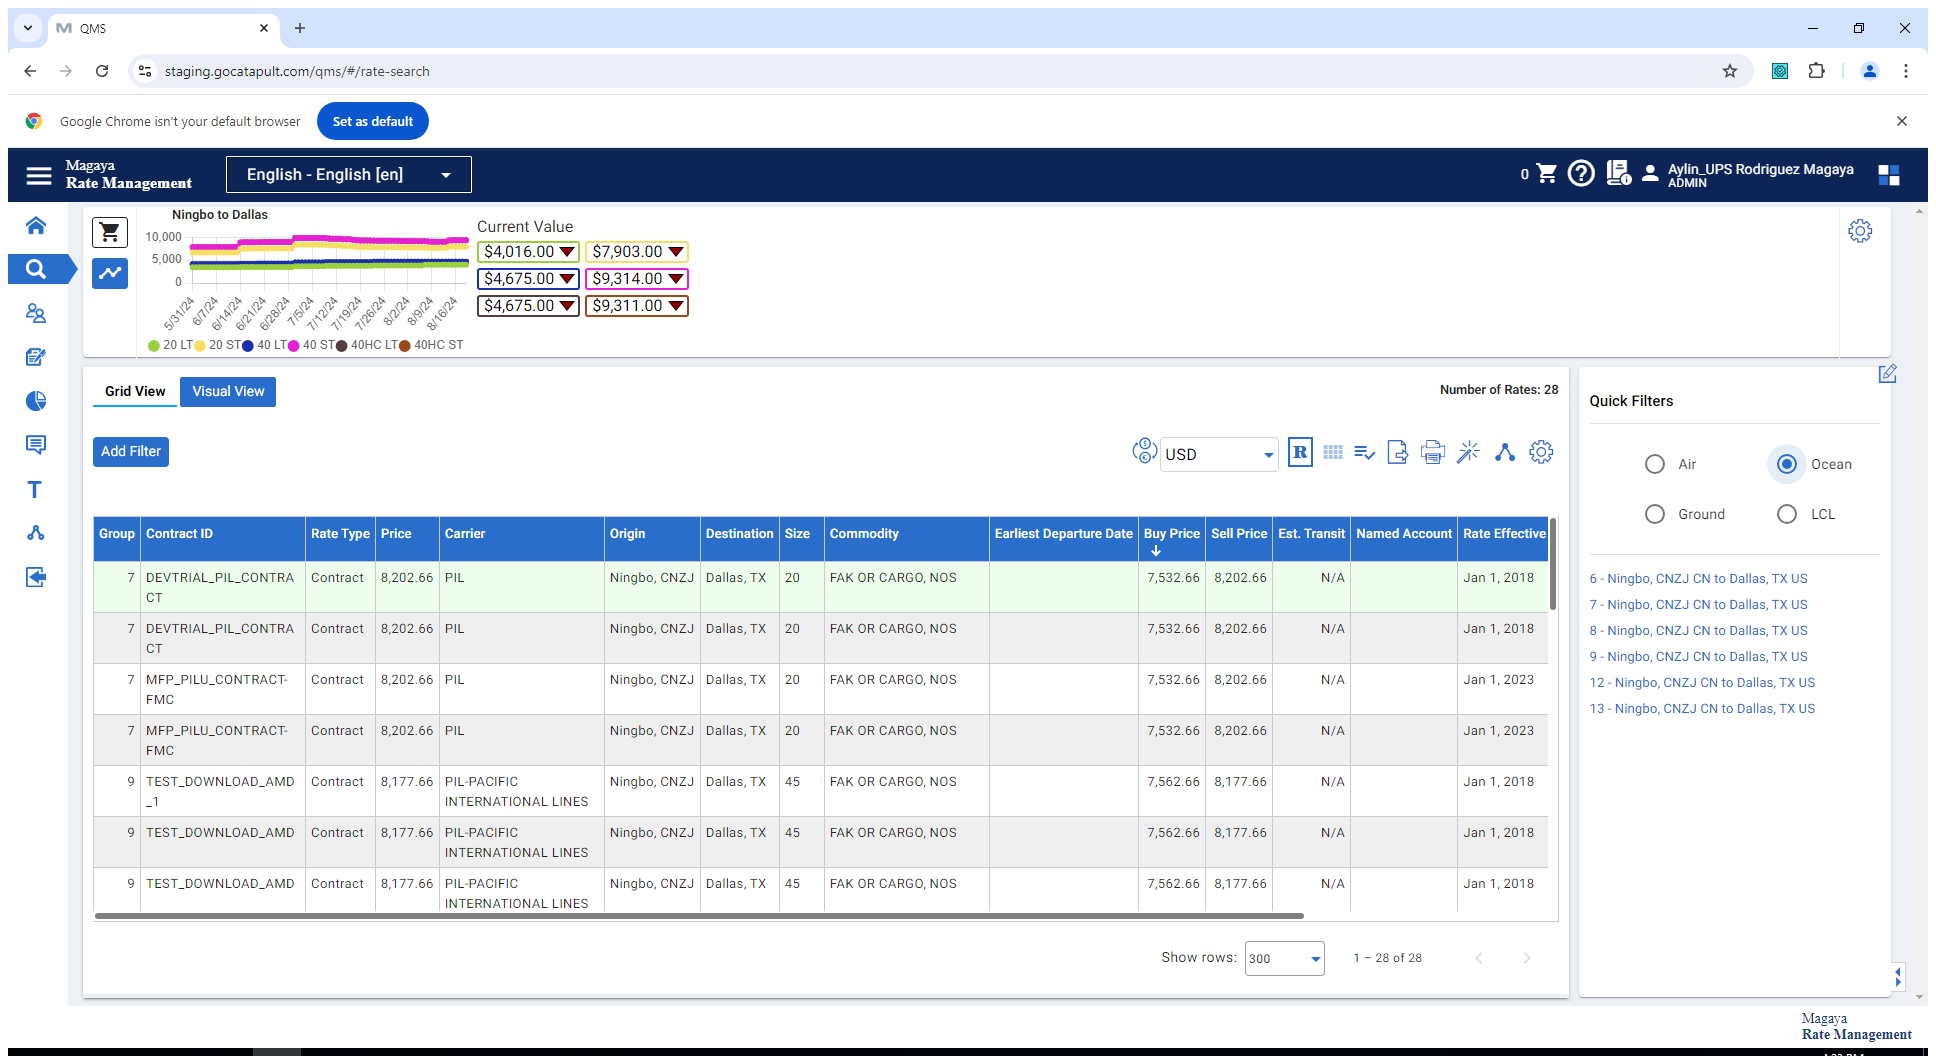 QMS
staging.gocatapult.com/qms/#/rate-search
Google Chrome isn't your default browser
Set as default
Magaya
Rate Management
English - English [en]
0
Aylin_UPS Rodriguez Magaya
ADMIN
Ningbo to Dallas
10,000
5,000
0
5/31/24 6/7/24 6/14/24 6/21/24 6/28/24 7/5/24 7/12/24 7/19/24 7/26/24 8/2/24 8/9/24 8/16/24
20 LT 20 ST 40 LT 40 ST 40HC LT 40HC ST
Current Value
$4,016.00 $7,903.00
$4,675.00 $9,314.00
$4,675.00 $9,311.00
Grid View Visual View
Number of Rates: 28
Add Filter
USD
R
Group Contract ID Rate Type Price Carrier Origin Destination Size Commodity Earliest Departure Date Buy Price Sell Price Est. Transit Named Account Rate Effective
7 DEVTRIAL_PIL_CONTRA Contract 8,202.66 PIL Ningbo, CNZJ Dallas, TX 20 FAK OR CARGO, NOS 7,532.66 8,202.66 N/A Jan 1, 2018
CT
7 DEVTRIAL_PIL_CONTRA Contract 8,202.66 PIL Ningbo, CNZJ Dallas, TX 20 FAK OR CARGO, NOS 7,532.66 8,202.66 N/A Jan 1, 2018
CT
7 MFP_PILU_CONTRACT- Contract 8,202.66 PIL Ningbo, CNZJ Dallas, TX 20 FAK OR CARGO, NOS 7,532.66 8,202.66 N/A Jan 1, 2023
FMC
7 MFP_PILU_CONTRACT- Contract 8,202.66 PIL Ningbo, CNZJ Dallas, TX 20 FAK OR CARGO, NOS 7,532.66 8,202.66 N/A Jan 1, 2023
FMC
9 TEST_DOWNLOAD_AMD Contract 8,177.66 PIL-PACIFIC Ningbo, CNZJ Dallas, TX 45 FAK OR CARGO, NOS 7,562.66 8,177.66 N/A Jan 1, 2018
_1 INTERNATIONAL LINES
9 TEST_DOWNLOAD_AMD Contract 8,177.66 PIL-PACIFIC Ningbo, CNZJ Dallas, TX 45 FAK OR CARGO, NOS 7,562.66 8,177.66 N/A Jan 1, 2018
INTERNATIONAL LINES
9 TEST_DOWNLOAD_AMD Contract 8,177.66 PIL-PACIFIC Ningbo, CNZJ Dallas, TX 45 FAK OR CARGO, NOS 7,562.66 8,177.66 N/A Jan 1, 2018
INTERNATIONAL LINES
Show rows: 300 1 – 28 of 28
Quick Filters
Air Ocean
Ground LCL
6 - Ningbo, CNZJ CN to Dallas, TX US
7 - Ningbo, CNZJ CN to Dallas, TX US
8 - Ningbo, CNZJ CN to Dallas, TX US
9 - Ningbo, CNZJ CN to Dallas, TX US
12 - Ningbo, CNZJ CN to Dallas, TX US
13 - Ningbo, CNZJ CN to Dallas, TX US
Magaya
Rate Management